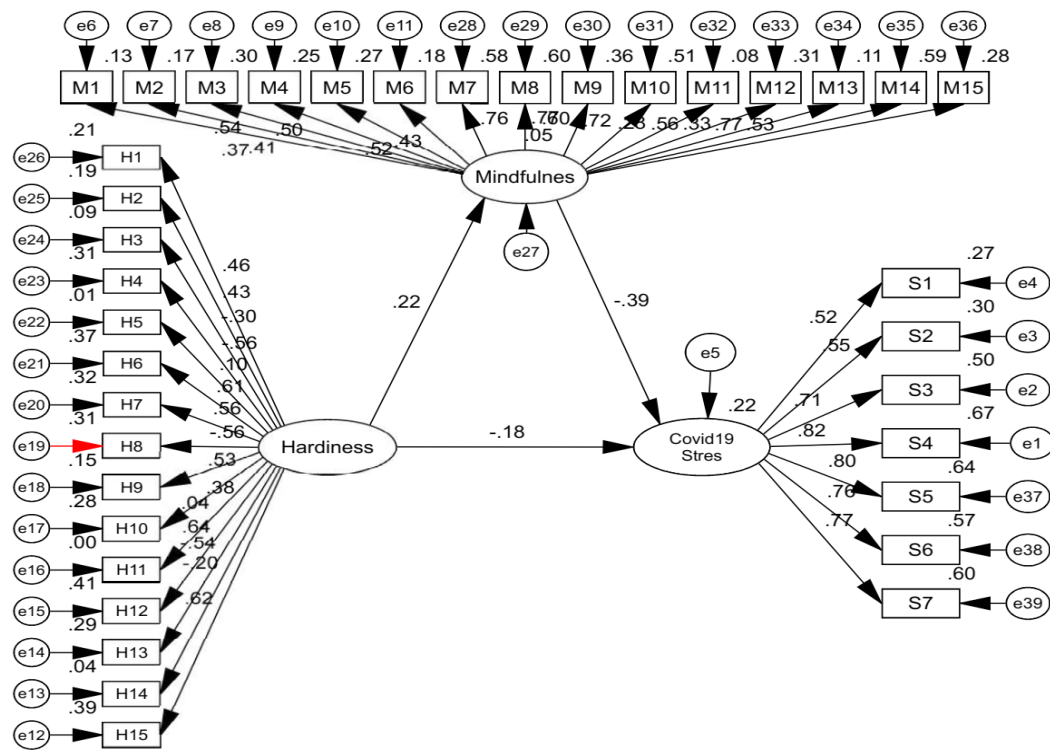 e6 e7 e8 e9 e10 e11 e28 e29 e30 e31 e32 e33 e34 e35 e36
.13 .17 .30 .25 .27 .18 .58 .60 .36 .51 .08 .31 .11 .59 .28
M1 M2 M3 M4 M5 M6 M7 M8 M9 M10 M11 M12 M13 M14 M15
.37 .41 .54 .50 .52 .43 .76 .60 .72 .28 .56 .33 .77 .53
.05
Mindfulnes
e27
.21
e26 H1
.19
e25 H2
.09
e24 H3
.31
e23 H4
.01
e22 H5
.37
e21 H6
.32
e20 H7
.31
e19 H8
.15
e18 H9
.28
e17 H10
.00
e16 H11
.41
e15 H12
.29
e14 H13
.04
e13 H14
.39
e12 H15
.46
.43
-.30
-.56
.10
.61
.56
-.56
.53
.38
.04
.64
-.54
-.20
.62
Hardiness
.22
-.39
-.18
e5
.22
Covid19
Stres
.52
.55
.71
.82
.80
.76
.77
.27
S1 e4
.30
S2 e3
.50
S3 e2
.67
S4 e1
.64
S5 e37
.57
S6 e38
.60
S7 e39